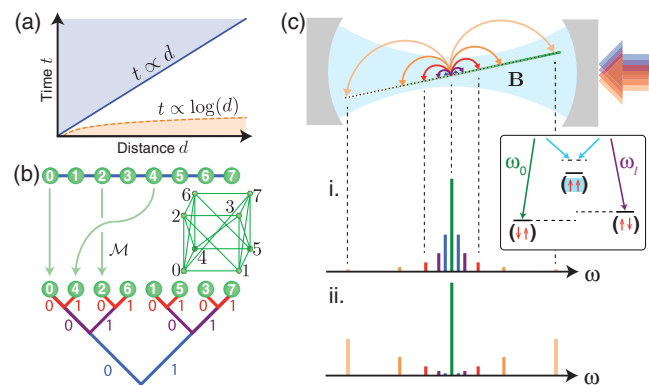 (a)
Time t
t ∝ d
t ∝ log(d)
Distance d
(b)
0 1 2 3 4 5 6 7
ℳ
6 7
2 3
4 5
0 1
0 4 2 6 1 5 3 7
0 1 0 1 0 1 0 1
0 1 0 1
0 1
(c)
B
ω₀ ωₗ
(↑↑)
(↓↑) (↑↓)
i.
ω
ii.
ω